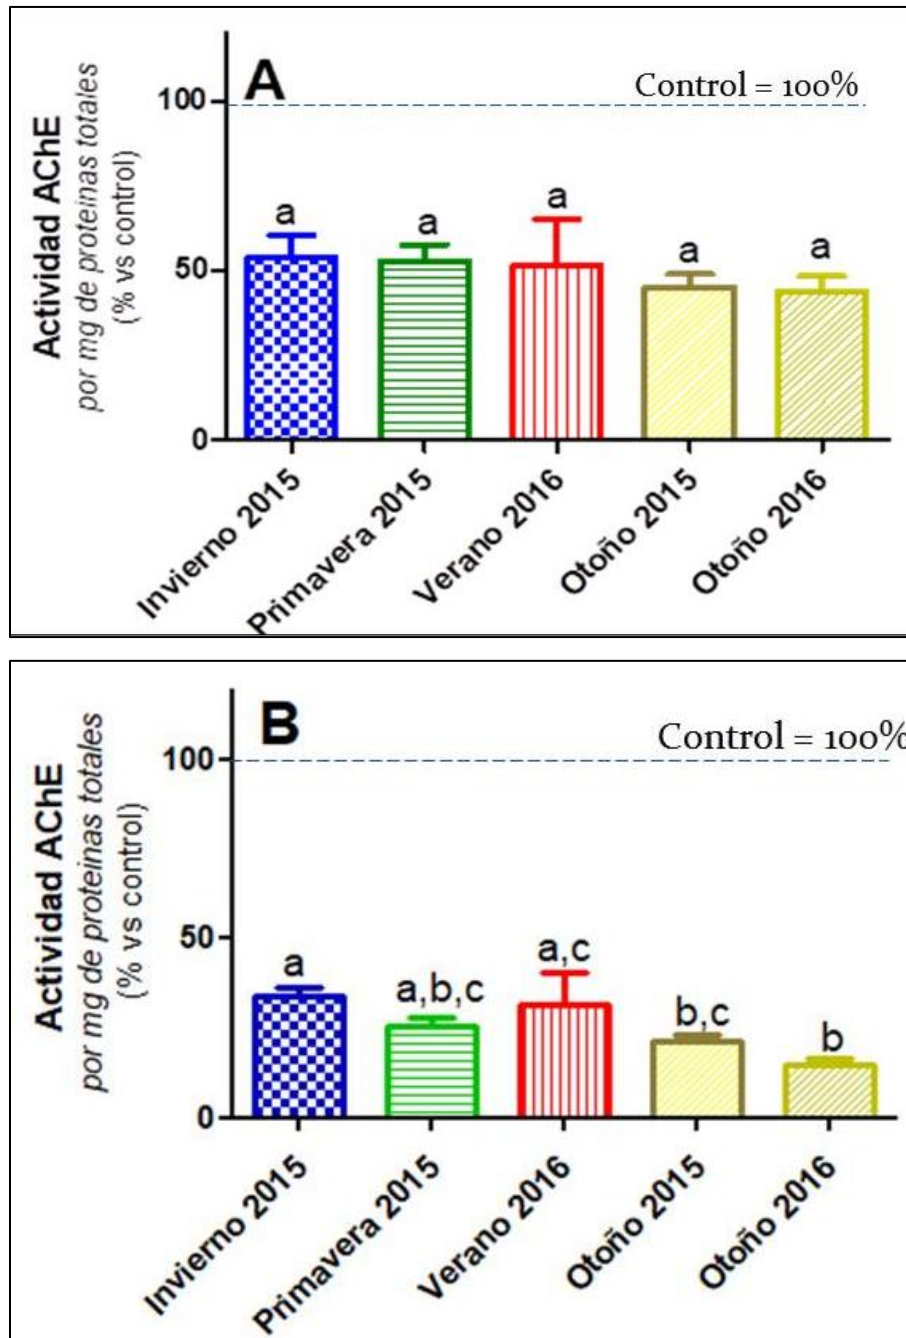 A
Control = 100%
Actividad AChE
por mg de proteinas totales
(% vs control)
100
50
0
a
a
a
a
a
Invierno 2015
Primavera 2015
Verano 2016
Otoño 2015
Otoño 2016
B
Control = 100%
Actividad AChE
por mg de proteinas totales
(% vs control)
100
50
0
a
a,b,c
a,c
b,c
b
Invierno 2015
Primavera 2015
Verano 2016
Otoño 2015
Otoño 2016